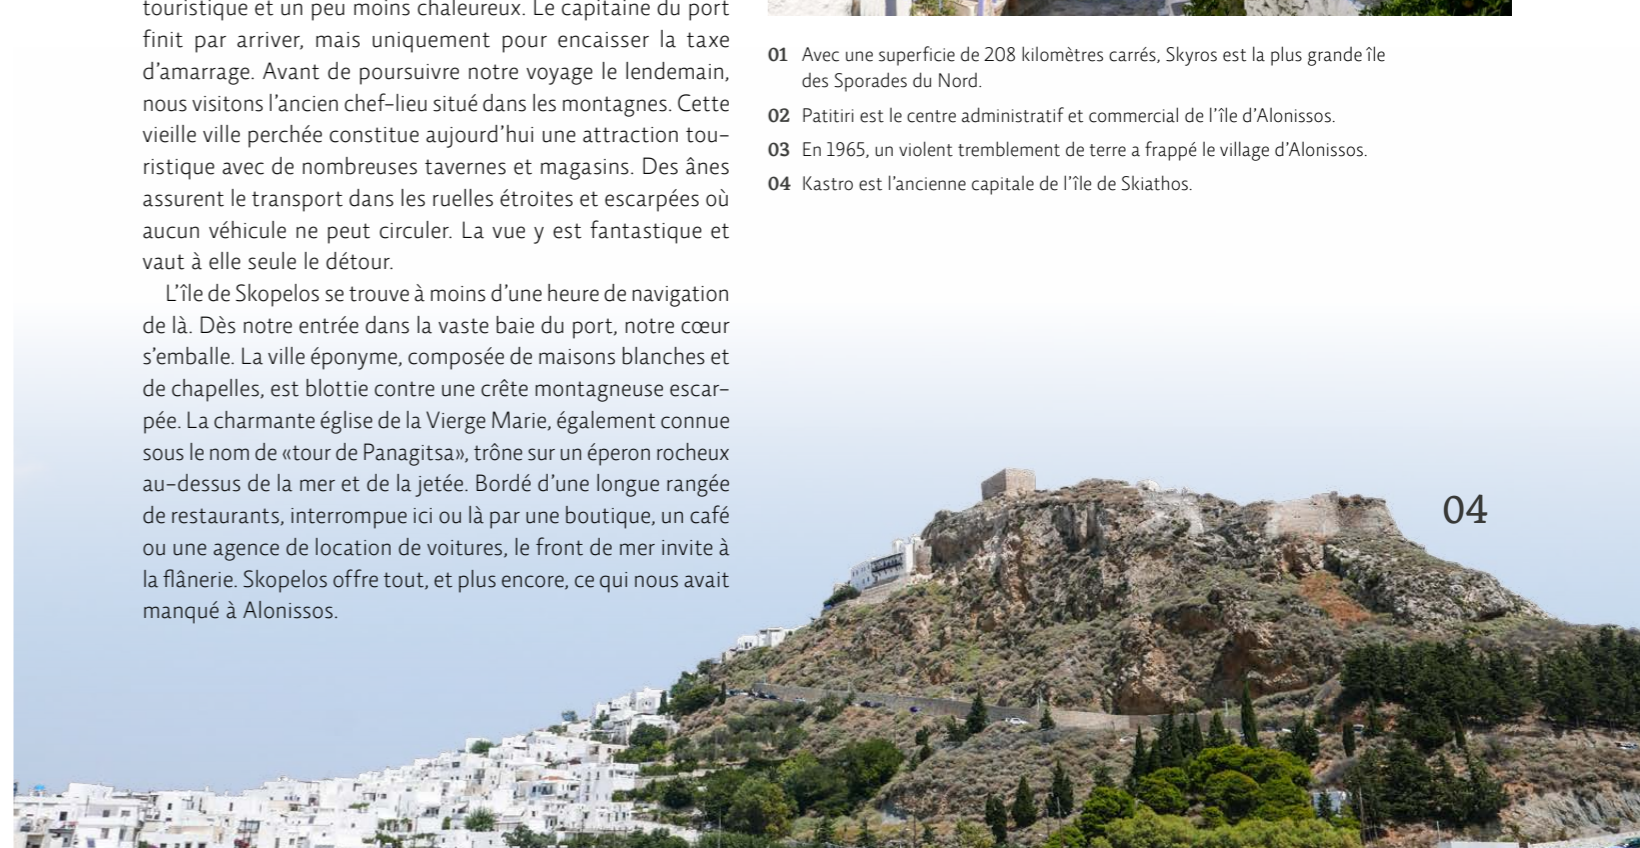 touristique et un peu moins chaleureux. Le capitaine du port
finit par arriver, mais uniquement pour encaisser la taxe
d'amarrage. Avant de poursuivre notre voyage le lendemain,
nous visitons l'ancien chef-lieu situé dans les montagnes. Cette
vieille ville perchée constitue aujourd'hui une attraction tou-
ristique avec de nombreuses tavernes et magasins. Des ânes
assurent le transport dans les ruelles étroites et escarpées où
aucun véhicule ne peut circuler. La vue y est fantastique et
vaut à elle seule le détour.
L'île de Skopelos se trouve à moins d'une heure de navigation
de là. Dès notre entrée dans la vaste baie du port, notre cœur
s'emballe. La ville éponyme, composée de maisons blanches et
de chapelles, est blottie contre une crête montagneuse escar-
pée. La charmante église de la Vierge Marie, également connue
sous le nom de «tour de Panagitsa», trône sur un éperon rocheux
au-dessus de la mer et de la jetée. Bordé d'une longue rangée
de restaurants, interrompue ici ou là par une boutique, un café
ou une agence de location de voitures, le front de mer invite à
la flânerie. Skopelos offre tout, et plus encore, ce qui nous avait
manqué à Alonissos.
01 Avec une superficie de 208 kilomètres carrés, Skyros est la plus grande île
des Sporades du Nord.
02 Patitiri est le centre administratif et commercial de l'île d'Alonissos.
03 En 1965, un violent tremblement de terre a frappé le village d'Alonissos.
04 Kastro est l'ancienne capitale de l'île de Skiathos.
04